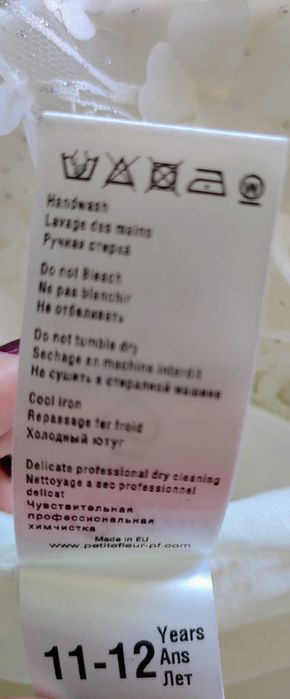 Handwash
Lavage des mains
Ручная стирка
Do not Bleach
Ne pas blanchir
Не отбеливать
Do not tumble dry
Sechage en machine interdit
Не сушить в стиралной машине
Cool iron
Repassage fer froid
Холодный ютуг
Delicate professional dry cleaning
Nettoyage a sec professionnel
delicat
Чувствительная
профессиональная
химчистка
Made in EU
www.petitefleur-pf.com
11-12 Years
Ans
Лет